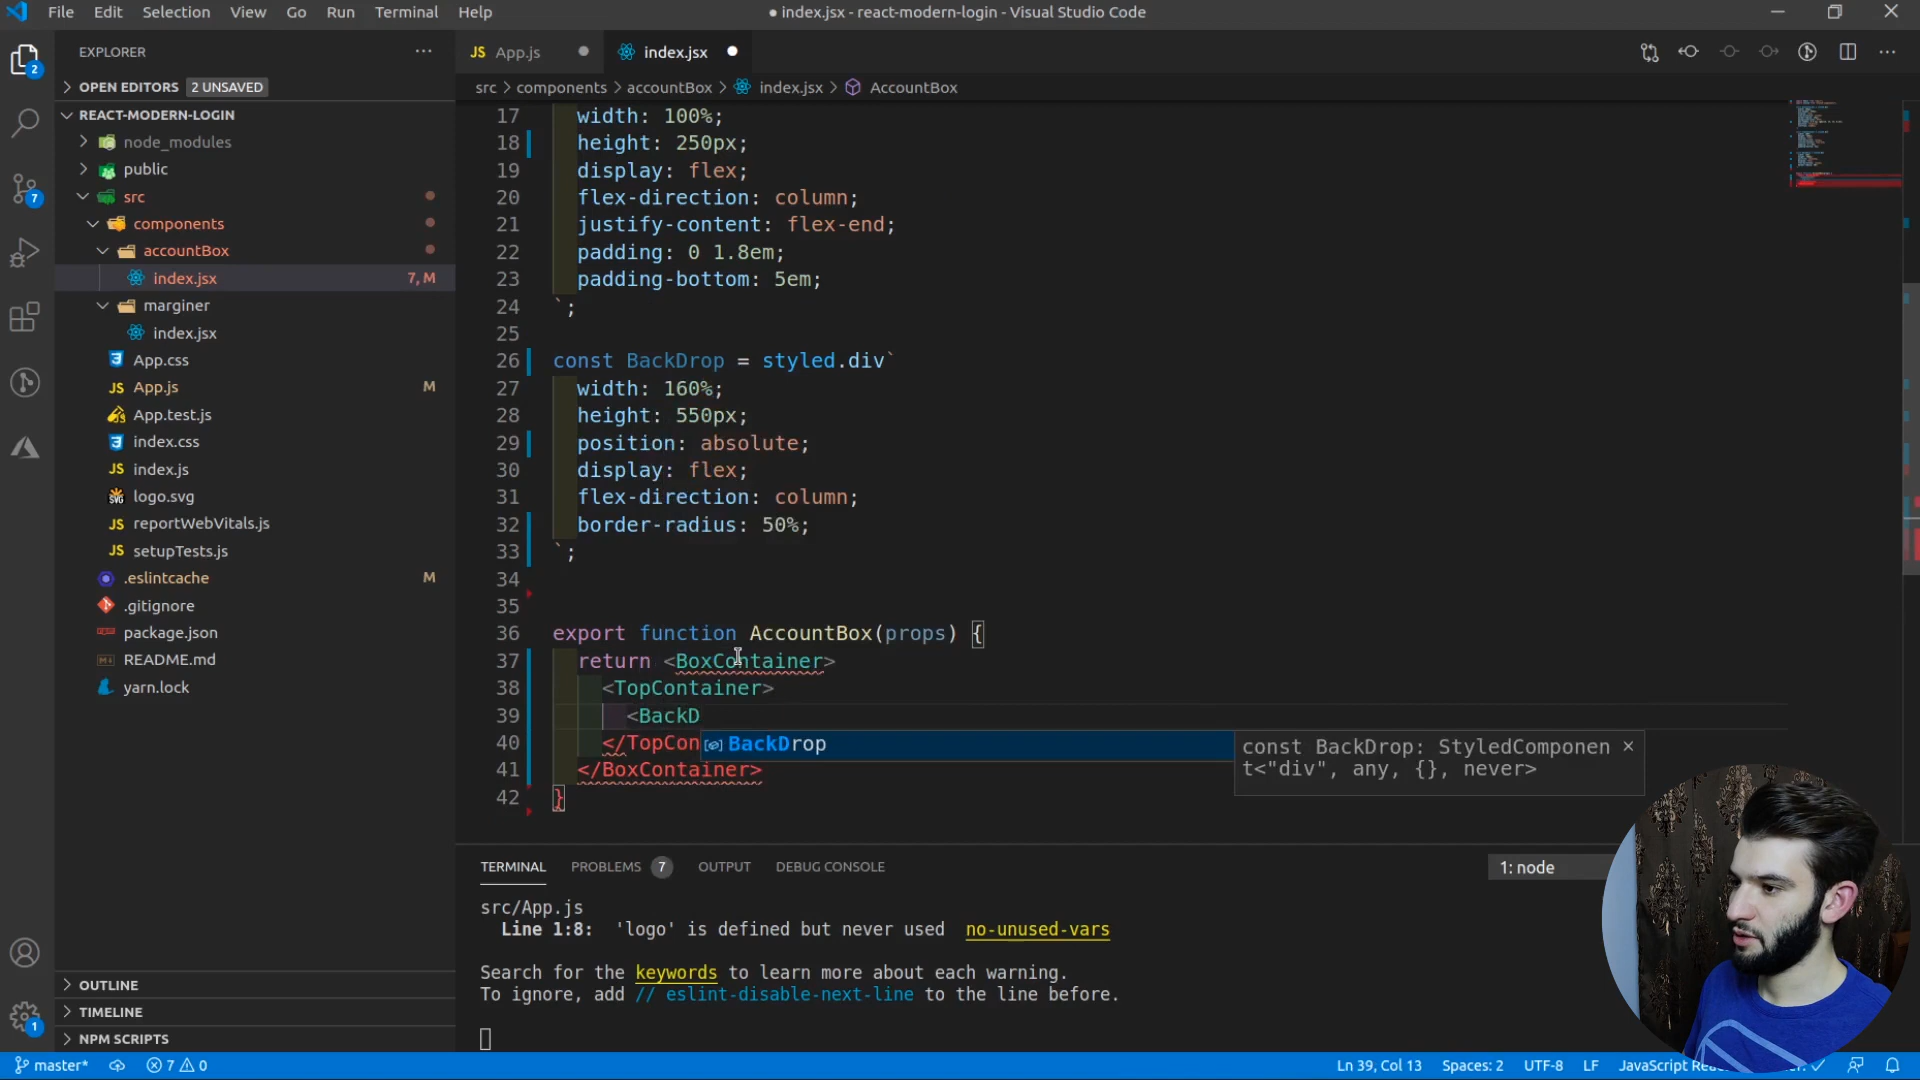 File Edit Selection View Go Run Terminal Help
● index.jsx - react-modern-login - Visual Studio Code
EXPLORER
OPEN EDITORS 2 UNSAVED
REACT-MODERN-LOGIN
node_modules
public
src
components
accountBox
index.jsx 7, M
marginer
index.jsx
App.css
App.js M
App.test.js
index.css
index.js
logo.svg
reportWebVitals.js
setupTests.js
.eslintcache M
.gitignore
package.json
README.md
yarn.lock
OUTLINE
TIMELINE
NPM SCRIPTS
2
7
1
JS App.js
index.jsx
src > components > accountBox > index.jsx > AccountBox
17 width: 100%;
18 height: 250px;
19 display: flex;
20 flex-direction: column;
21 justify-content: flex-end;
22 padding: 0 1.8em;
23 padding-bottom: 5em;
24 `;
25
26 const BackDrop = styled.div`
27 width: 160%;
28 height: 550px;
29 position: absolute;
30 display: flex;
31 flex-direction: column;
32 border-radius: 50%;
33 `;
34
35
36 export function AccountBox(props) {
37 return <BoxContainer>
38 <TopContainer>
39 <BackD
40 </TopCon
41 </BoxContainer>
42 }
BackDrop
const BackDrop: StyledComponen
t<"div", any, {}, never>
TERMINAL PROBLEMS 7 OUTPUT DEBUG CONSOLE
1: node
src/App.js
Line 1:8: 'logo' is defined but never used no-unused-vars
Search for the keywords to learn more about each warning.
To ignore, add // eslint-disable-next-line to the line before.
master* 7 0
Ln 39, Col 13 Spaces: 2 UTF-8 LF JavaScript